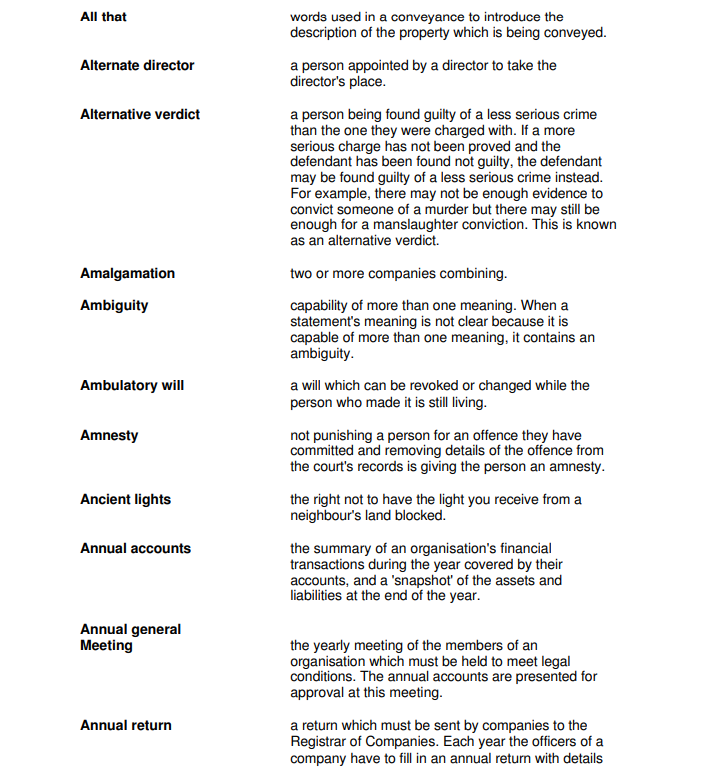 All that words used in a conveyance to introduce the
description of the property which is being conveyed.
Alternate director a person appointed by a director to take the
director's place.
Alternative verdict a person being found guilty of a less serious crime
than the one they were charged with. If a more
serious charge has not been proved and the
defendant has been found not guilty, the defendant
may be found guilty of a less serious crime instead.
For example, there may not be enough evidence to
convict someone of a murder but there may still be
enough for a manslaughter conviction. This is known
as an alternative verdict.
Amalgamation two or more companies combining.
Ambiguity capability of more than one meaning. When a
statement's meaning is not clear because it is
capable of more than one meaning, it contains an
ambiguity.
Ambulatory will a will which can be revoked or changed while the
person who made it is still living.
Amnesty not punishing a person for an offence they have
committed and removing details of the offence from
the court's records is giving the person an amnesty.
Ancient lights the right not to have the light you receive from a
neighbour's land blocked.
Annual accounts the summary of an organisation's financial
transactions during the year covered by their
accounts, and a 'snapshot' of the assets and
liabilities at the end of the year.
Annual general
Meeting the yearly meeting of the members of an
organisation which must be held to meet legal
conditions. The annual accounts are presented for
approval at this meeting.
Annual return a return which must be sent by companies to the
Registrar of Companies. Each year the officers of a
company have to fill in an annual return with details